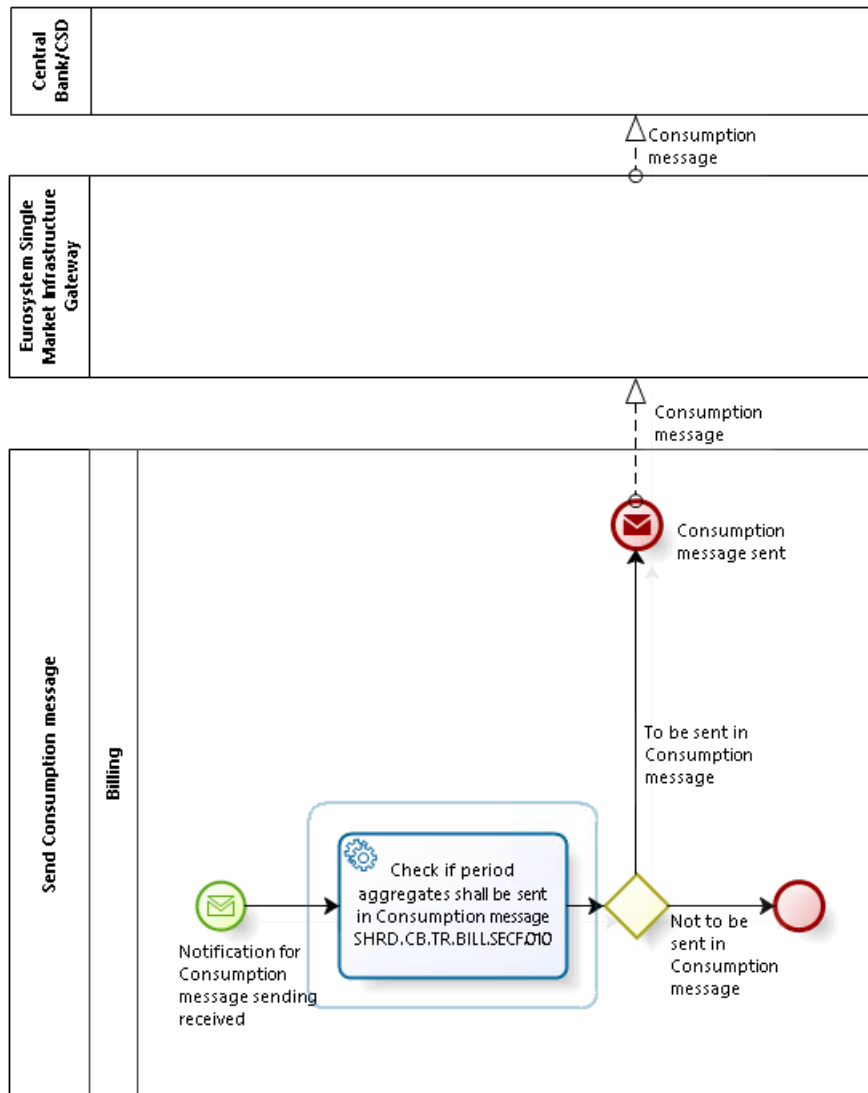 Central
Bank/CSD
Consumption
message
Eurosystem Single
Market Infrastructure
Gateway
Consumption
message
Send Consumption message
Billing
Consumption
message sent
To be sent in
Consumption
message
Check if period
aggregates shall be sent
in Consumption message
SHRD.CB.TR.BILL.SECF.010
Notification for
Consumption
message sending
received
Not to be
sent in
Consumption
message